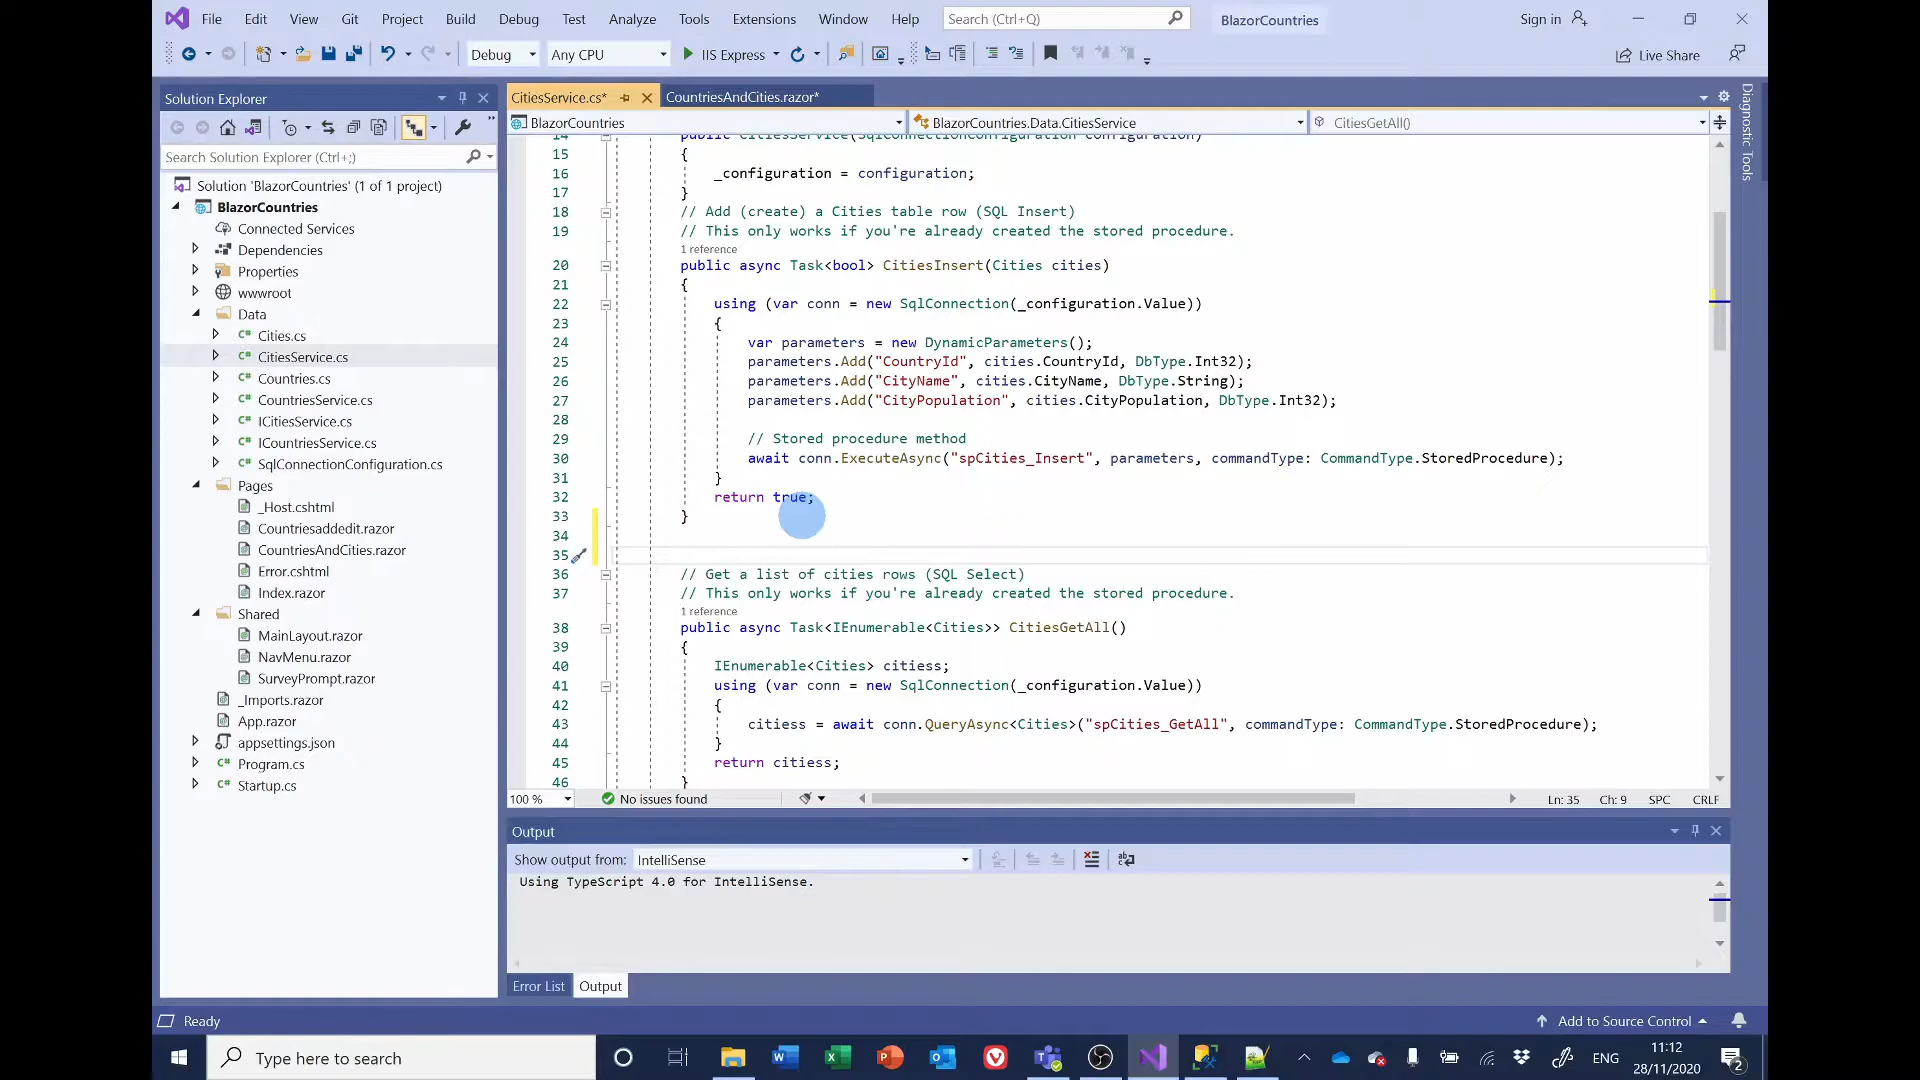 File Edit View Git Project Build Debug Test Analyze Tools Extensions Window Help Search (Ctrl+Q) BlazorCountries Sign in
Debug Any CPU IIS Express Live Share
Solution Explorer
Search Solution Explorer (Ctrl+;)
Solution 'BlazorCountries' (1 of 1 project)
BlazorCountries
Connected Services
Dependencies
Properties
wwwroot
Data
Cities.cs
CitiesService.cs
Countries.cs
CountriesService.cs
ICitiesService.cs
ICountriesService.cs
SqlConnectionConfiguration.cs
Pages
_Host.cshtml
Countriesaddedit.razor
CountriesAndCities.razor
Error.cshtml
Index.razor
Shared
MainLayout.razor
NavMenu.razor
SurveyPrompt.razor
_Imports.razor
App.razor
appsettings.json
Program.cs
Startup.cs
CitiesService.cs* CountriesAndCities.razor*
BlazorCountries BlazorCountries.Data.CitiesService CitiesGetAll()
14 public CitiesService(SqlConnectionConfiguration configuration)
15 {
16 _configuration = configuration;
17 }
18 // Add (create) a Cities table row (SQL Insert)
19 // This only works if you're already created the stored procedure.
1 reference
20 public async Task<bool> CitiesInsert(Cities cities)
21 {
22 using (var conn = new SqlConnection(_configuration.Value))
23 {
24 var parameters = new DynamicParameters();
25 parameters.Add("CountryId", cities.CountryId, DbType.Int32);
26 parameters.Add("CityName", cities.CityName, DbType.String);
27 parameters.Add("CityPopulation", cities.CityPopulation, DbType.Int32);
28
29 // Stored procedure method
30 await conn.ExecuteAsync("spCities_Insert", parameters, commandType: CommandType.StoredProcedure);
31 }
32 return true;
33 }
34
35
36 // Get a list of cities rows (SQL Select)
37 // This only works if you're already created the stored procedure.
1 reference
38 public async Task<IEnumerable<Cities>> CitiesGetAll()
39 {
40 IEnumerable<Cities> citiess;
41 using (var conn = new SqlConnection(_configuration.Value))
42 {
43 citiess = await conn.QueryAsync<Cities>("spCities_GetAll", commandType: CommandType.StoredProcedure);
44 }
45 return citiess;
46 }
100 % No issues found Ln: 35 Ch: 9 SPC CRLF
Output
Show output from: IntelliSense
Using TypeScript 4.0 for IntelliSense.
Error List Output
Diagnostic Tools
Ready Add to Source Control
Type here to search ENG 11:12
28/11/2020 2